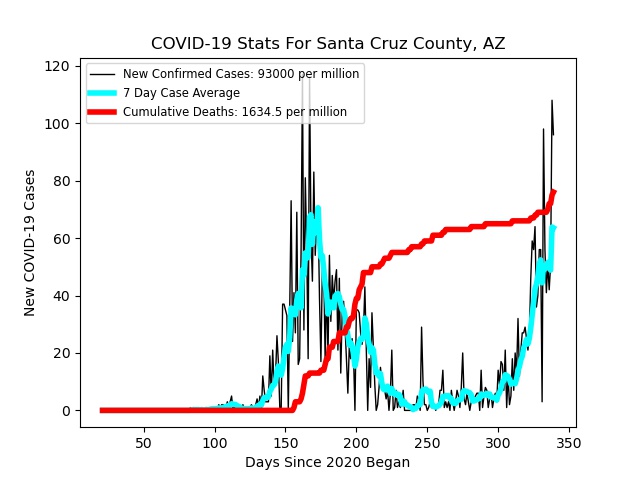 COVID-19 Stats For Santa Cruz County, AZ
New Confirmed Cases: 93000 per million
7 Day Case Average
Cumulative Deaths: 1634.5 per million
New COVID-19 Cases
120
100
80
60
40
20
0
50 100 150 200 250 300 350
Days Since 2020 Began